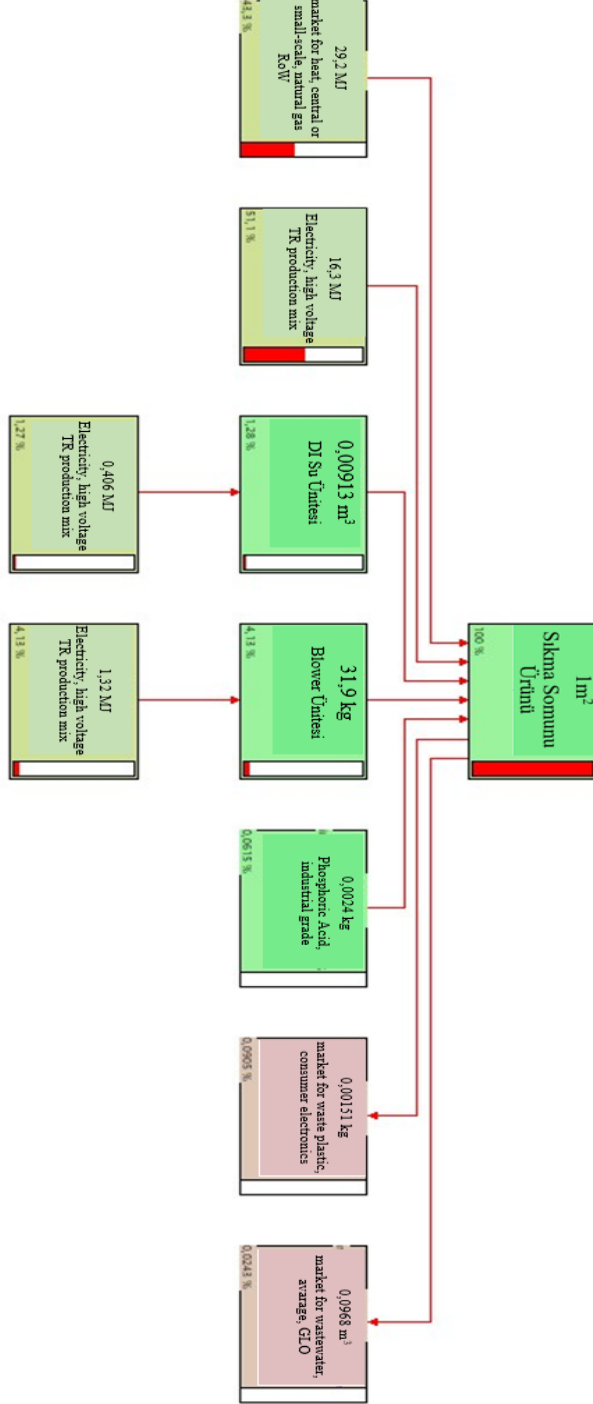 1m²
Sıkma Somunu
Ürünü
100 %
29,2 MJ
market for heat, central or
small-scale, natural gas
RoW
43,3 %
16,3 MJ
Electricity, high voltage
TR production mix
51,1 %
0,00913 m³
DI Su Ünitesi
1,28 %
31,9 kg
Blower Ünitesi
4,13 %
0,0024 kg
Phosphoric Acid,
industrial grade
0,0615 %
0,00151 kg
market for waste plastic,
consumer electronics
0,0905 %
0,0968 m³
market for wastewater,
avarage, GLO
0,0243 %
0,406 MJ
Electricity, high voltage
TR production mix
1,27 %
1,32 MJ
Electricity, high voltage
TR production mix
4,13 %